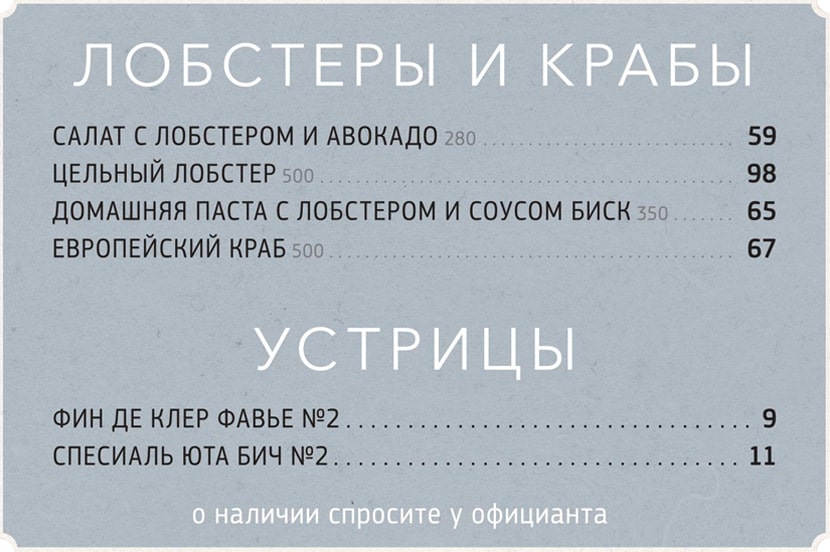 ЛОБСТЕРЫ И КРАБЫ
САЛАТ С ЛОБСТЕРОМ И АВОКАДО 280 59
ЦЕЛЬНЫЙ ЛОБСТЕР 500 98
ДОМАШНЯЯ ПАСТА С ЛОБСТЕРОМ И СОУСОМ БИСК 350 65
ЕВРОПЕЙСКИЙ КРАБ 500 67
УСТРИЦЫ
ФИН ДЕ КЛЕР ФАВЬЕ №2 9
СПЕСИАЛЬ ЮТА БИЧ №2 11
о наличии спросите у официанта